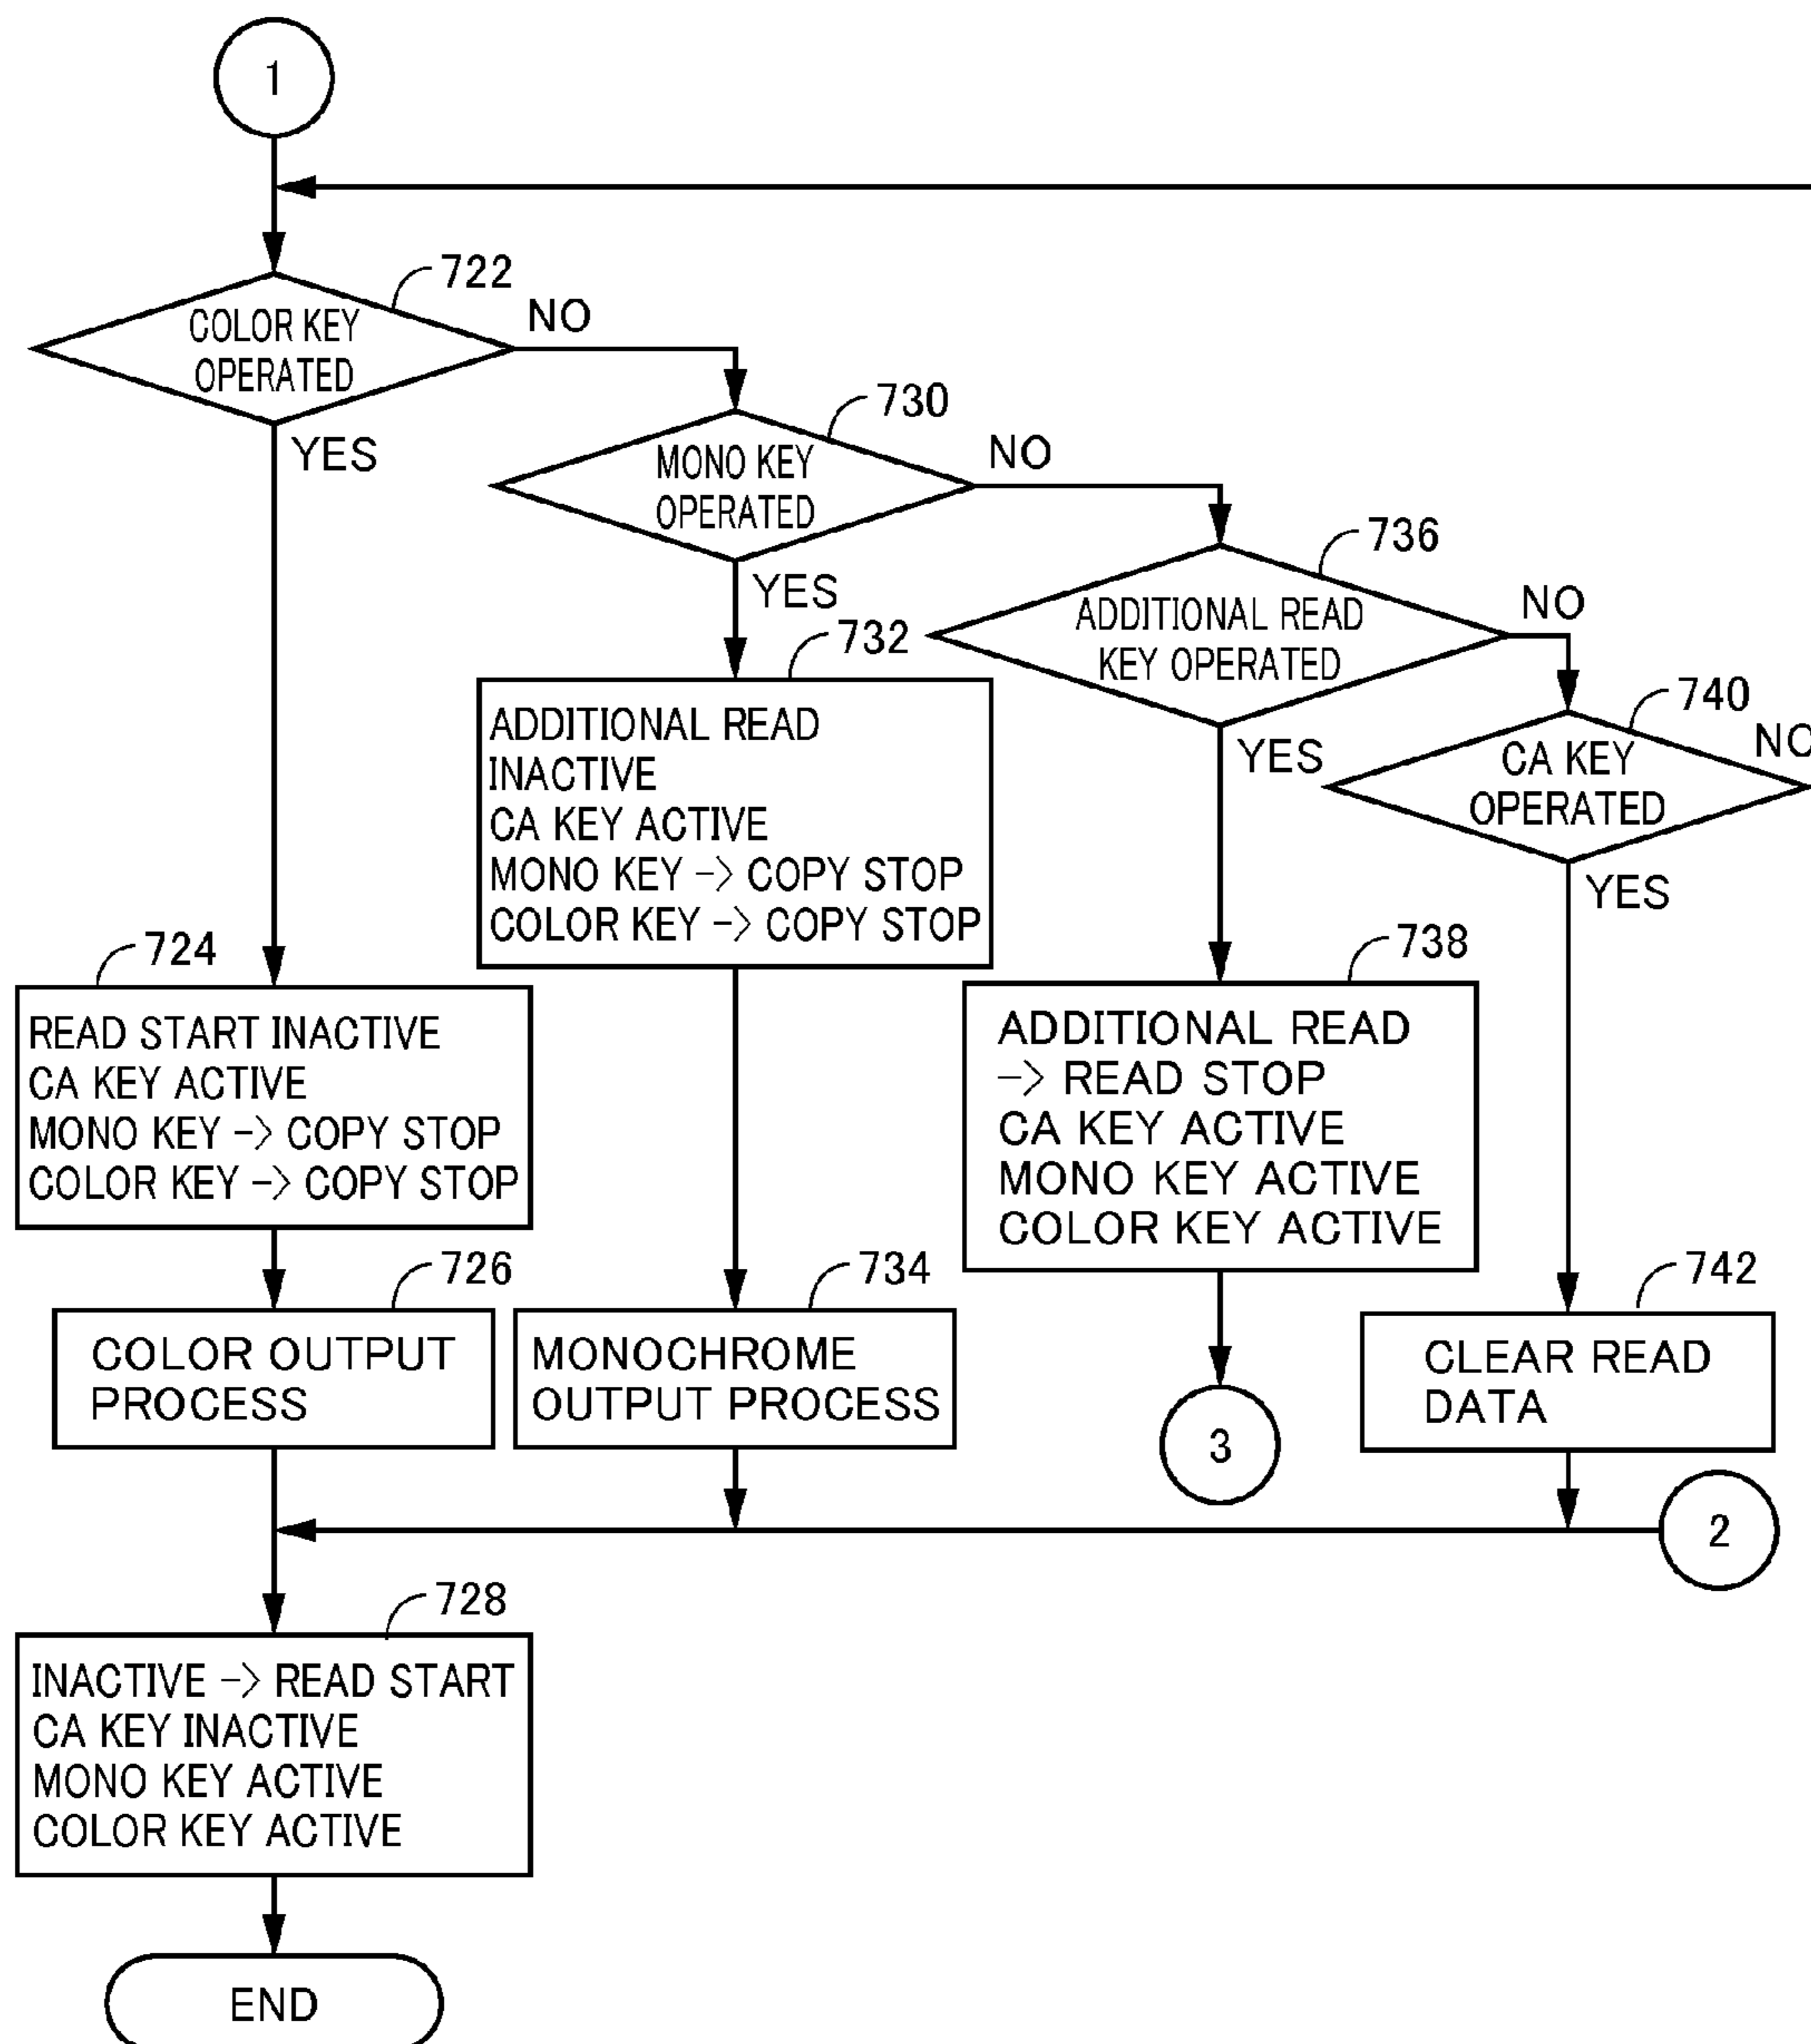 1
722
COLOR KEY
OPERATED
NO
YES
730
MONO KEY
OPERATED
NO
YES
736
ADDITIONAL READ
KEY OPERATED
NO
YES
740
CA KEY
OPERATED
NO
YES
732
ADDITIONAL READ
INACTIVE
CA KEY ACTIVE
MONO KEY -> COPY STOP
COLOR KEY -> COPY STOP
724
READ START INACTIVE
CA KEY ACTIVE
MONO KEY -> COPY STOP
COLOR KEY -> COPY STOP
738
ADDITIONAL READ
-> READ STOP
CA KEY ACTIVE
MONO KEY ACTIVE
COLOR KEY ACTIVE
726
COLOR OUTPUT
PROCESS
734
MONOCHROME
OUTPUT PROCESS
742
CLEAR READ
DATA
3
2
728
INACTIVE -> READ START
CA KEY INACTIVE
MONO KEY ACTIVE
COLOR KEY ACTIVE
END